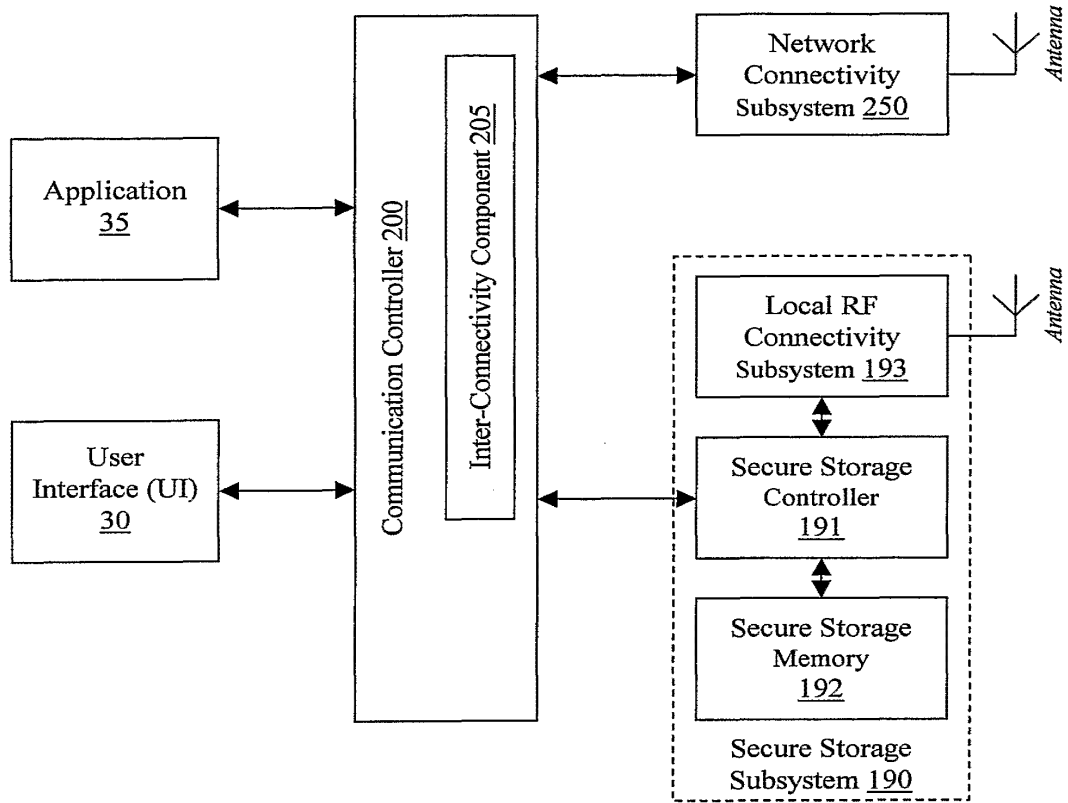 Application
35
User
Interface (UI)
30
Communication Controller 200
Inter-Connectivity Component 205
Network
Connectivity
Subsystem 250
Antenna
Local RF
Connectivity
Subsystem 193
Antenna
Secure Storage
Controller
191
Secure Storage
Memory
192
Secure Storage
Subsystem 190